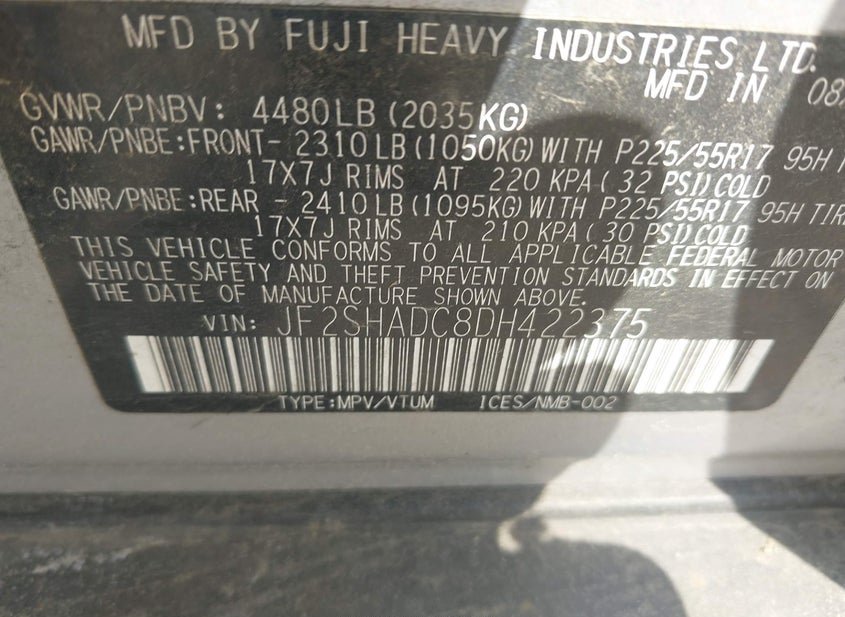 MFD BY FUJI HEAVY INDUSTRIES LTD.
MFD IN 08
GVWR/PNBV: 4480LB (2035KG)
GAWR/PNBE:FRONT- 2310LB(1050KG)WITH P225/55R17 95H
17X7J RIMS AT 220 KPA( 32 PSI)COLD
GAWR/PNBE:REAR - 2410LB(1095KG)WITH P225/55R17 95H TIR
17X7J RIMS AT 210 KPA( 30 PSI)COLD
THIS VEHICLE CONFORMS TO ALL APPLICABLE FEDERAL MOTOR
VEHICLE SAFETY AND THEFT PREVENTION STANDARDS IN EFFECT ON
THE DATE OF MANUFACTURE SHOWN ABOVE.
VIN: JF2SHADC8DH422375
TYPE:MPV/VTUM ICES/NMB-002